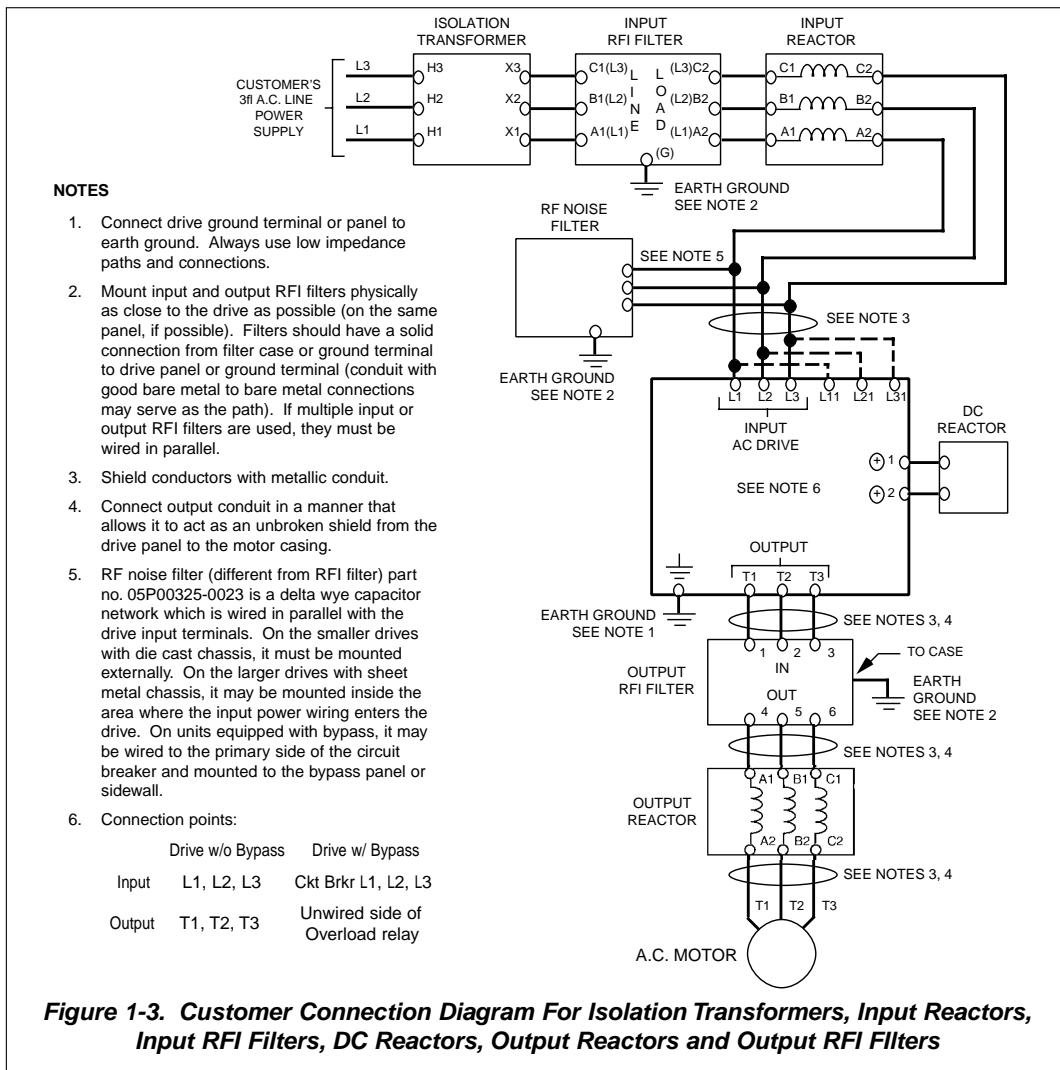 ISOLATION
TRANSFORMER
INPUT
RFI FILTER
INPUT
REACTOR
CUSTOMER'S
3fl A.C. LINE
POWER
SUPPLY
L3
L2
L1
H3
H2
H1
X3
X2
X1
C1(L3)
B1(L2)
A1(L1)
LINE
LOAD
(L3)C2
(L2)B2
(L1)A2
(G)
C1
C2
B1
B2
A1
A2
EARTH GROUND
SEE NOTE 2
NOTES
1. Connect drive ground terminal or panel to
earth ground. Always use low impedance
paths and connections.
2. Mount input and output RFI filters physically
as close to the drive as possible (on the same
panel, if possible). Filters should have a solid
connection from filter case or ground terminal
to drive panel or ground terminal (conduit with
good bare metal to bare metal connections
may serve as the path). If multiple input or
output RFI filters are used, they must be
wired in parallel.
3. Shield conductors with metallic conduit.
4. Connect output conduit in a manner that
allows it to act as an unbroken shield from the
drive panel to the motor casing.
5. RF noise filter (different from RFI filter) part
no. 05P00325-0023 is a delta wye capacitor
network which is wired in parallel with the
drive input terminals. On the smaller drives
with die cast chassis, it must be mounted
externally. On the larger drives with sheet
metal chassis, it may be mounted inside the
area where the input power wiring enters the
drive. On units equipped with bypass, it may
be wired to the primary side of the circuit
breaker and mounted to the bypass panel or
sidewall.
6. Connection points:
Drive w/o Bypass Drive w/ Bypass
Input L1, L2, L3 Ckt Brkr L1, L2, L3
Output T1, T2, T3 Unwired side of
Overload relay
RF NOISE
FILTER
SEE NOTE 5
EARTH GROUND
SEE NOTE 2
SEE NOTE 3
L1 L2 L3 L11 L21 L31
INPUT
AC DRIVE
SEE NOTE 6
DC
REACTOR
+ 1
+ 2
OUTPUT
T1 T2 T3
EARTH GROUND
SEE NOTE 1
SEE NOTES 3, 4
OUTPUT
RFI FILTER
1 2 3
IN
OUT
4 5 6
TO CASE
EARTH
GROUND
SEE NOTE 2
SEE NOTES 3, 4
OUTPUT
REACTOR
A1 B1 C1
A2 B2 C2
SEE NOTES 3, 4
T1 T2 T3
A.C. MOTOR
Figure 1-3. Customer Connection Diagram For Isolation Transformers, Input Reactors,
Input RFI Filters, DC Reactors, Output Reactors and Output RFI FIlters